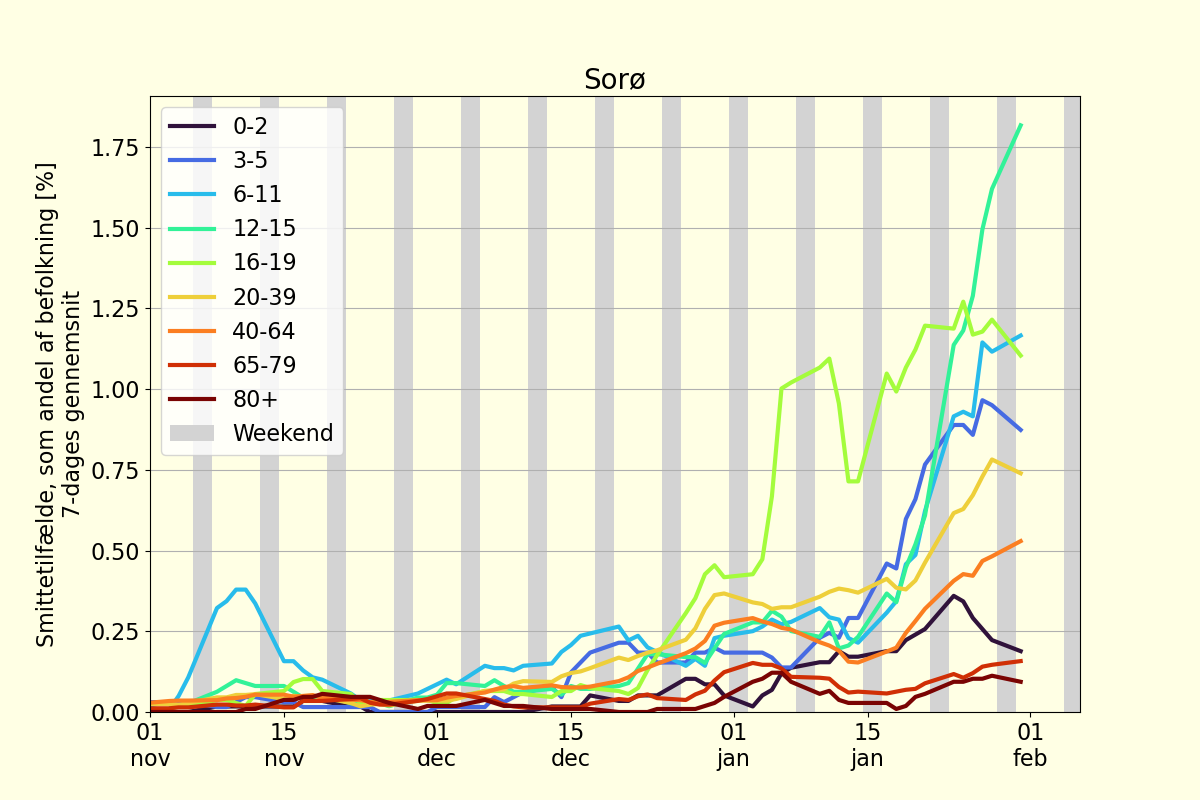 Sorø
Smittetilfælde, som andel af befolkning [%]
7-dages gennemsnit
1.75
1.50
1.25
1.00
0.75
0.50
0.25
0.00
0-2
3-5
6-11
12-15
16-19
20-39
40-64
65-79
80+
Weekend
01 15 01 15 01 15 01
nov nov dec dec jan jan feb